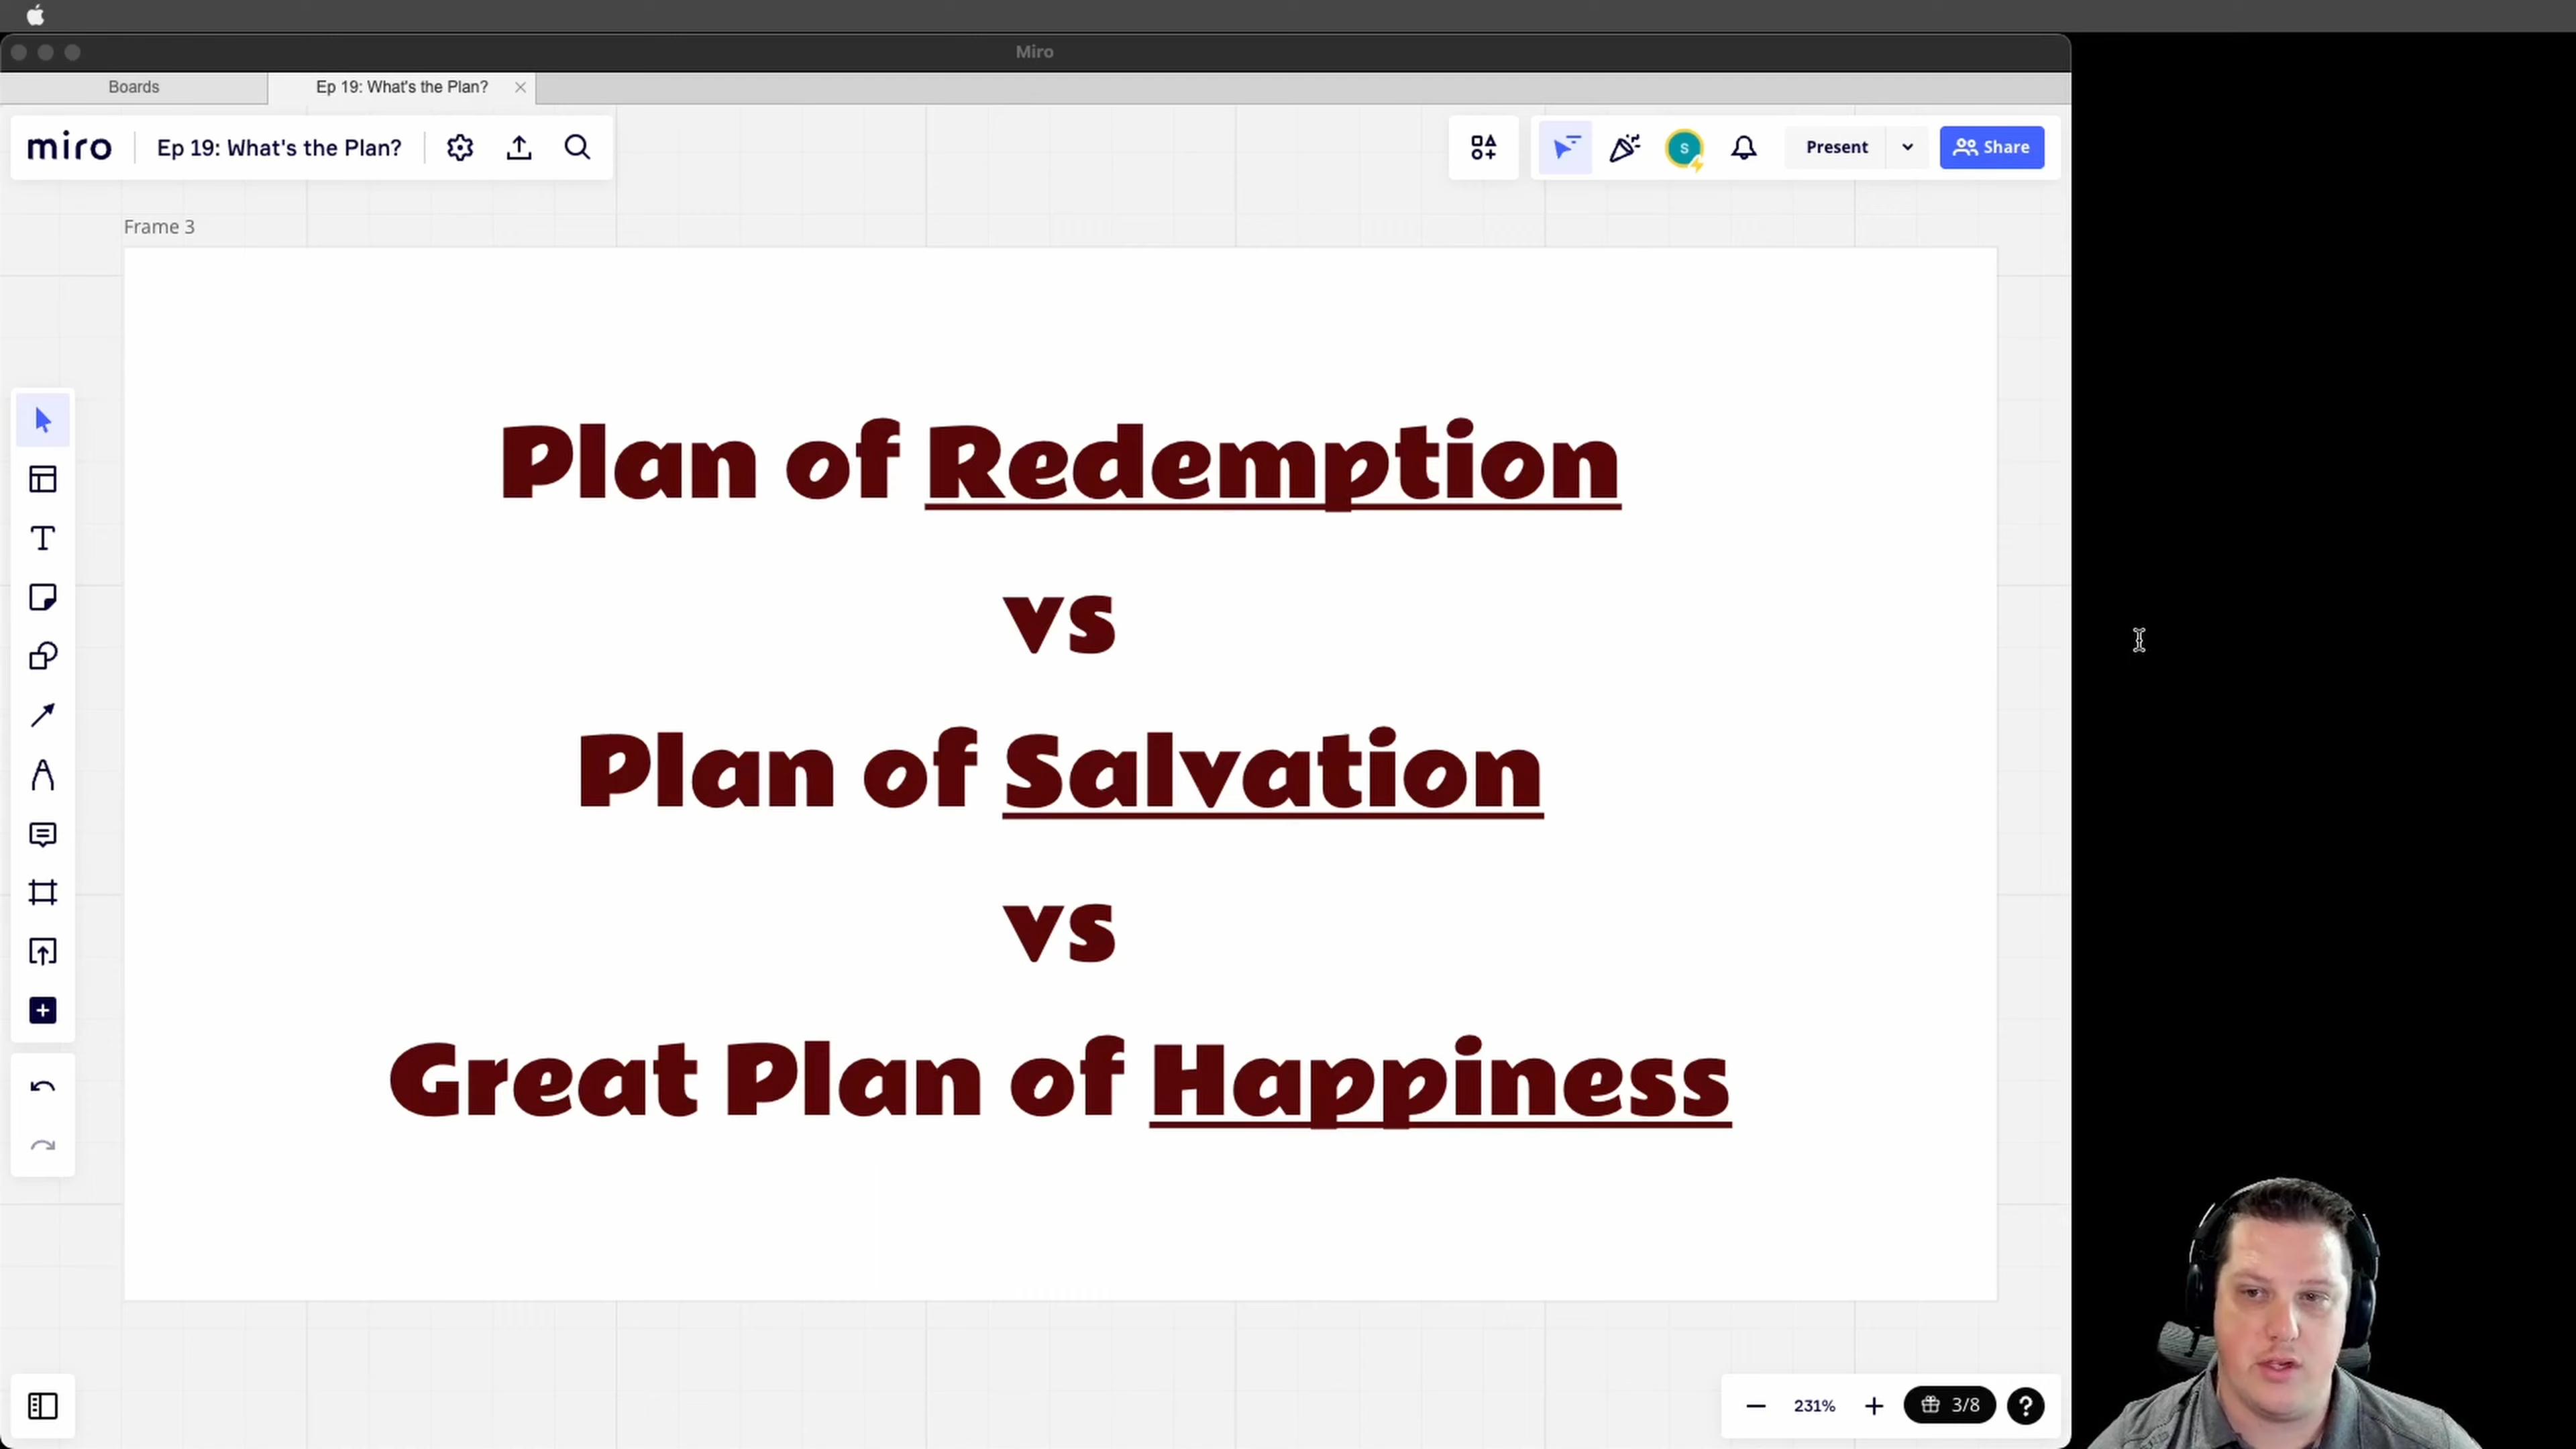 Miro
Boards
Ep 19: What's the Plan?
miro
Ep 19: What's the Plan?
S
Present
Share
Frame 3
Plan of Redemption
vs
Plan of Salvation
vs
Great Plan of Happiness
231%
3/8
?